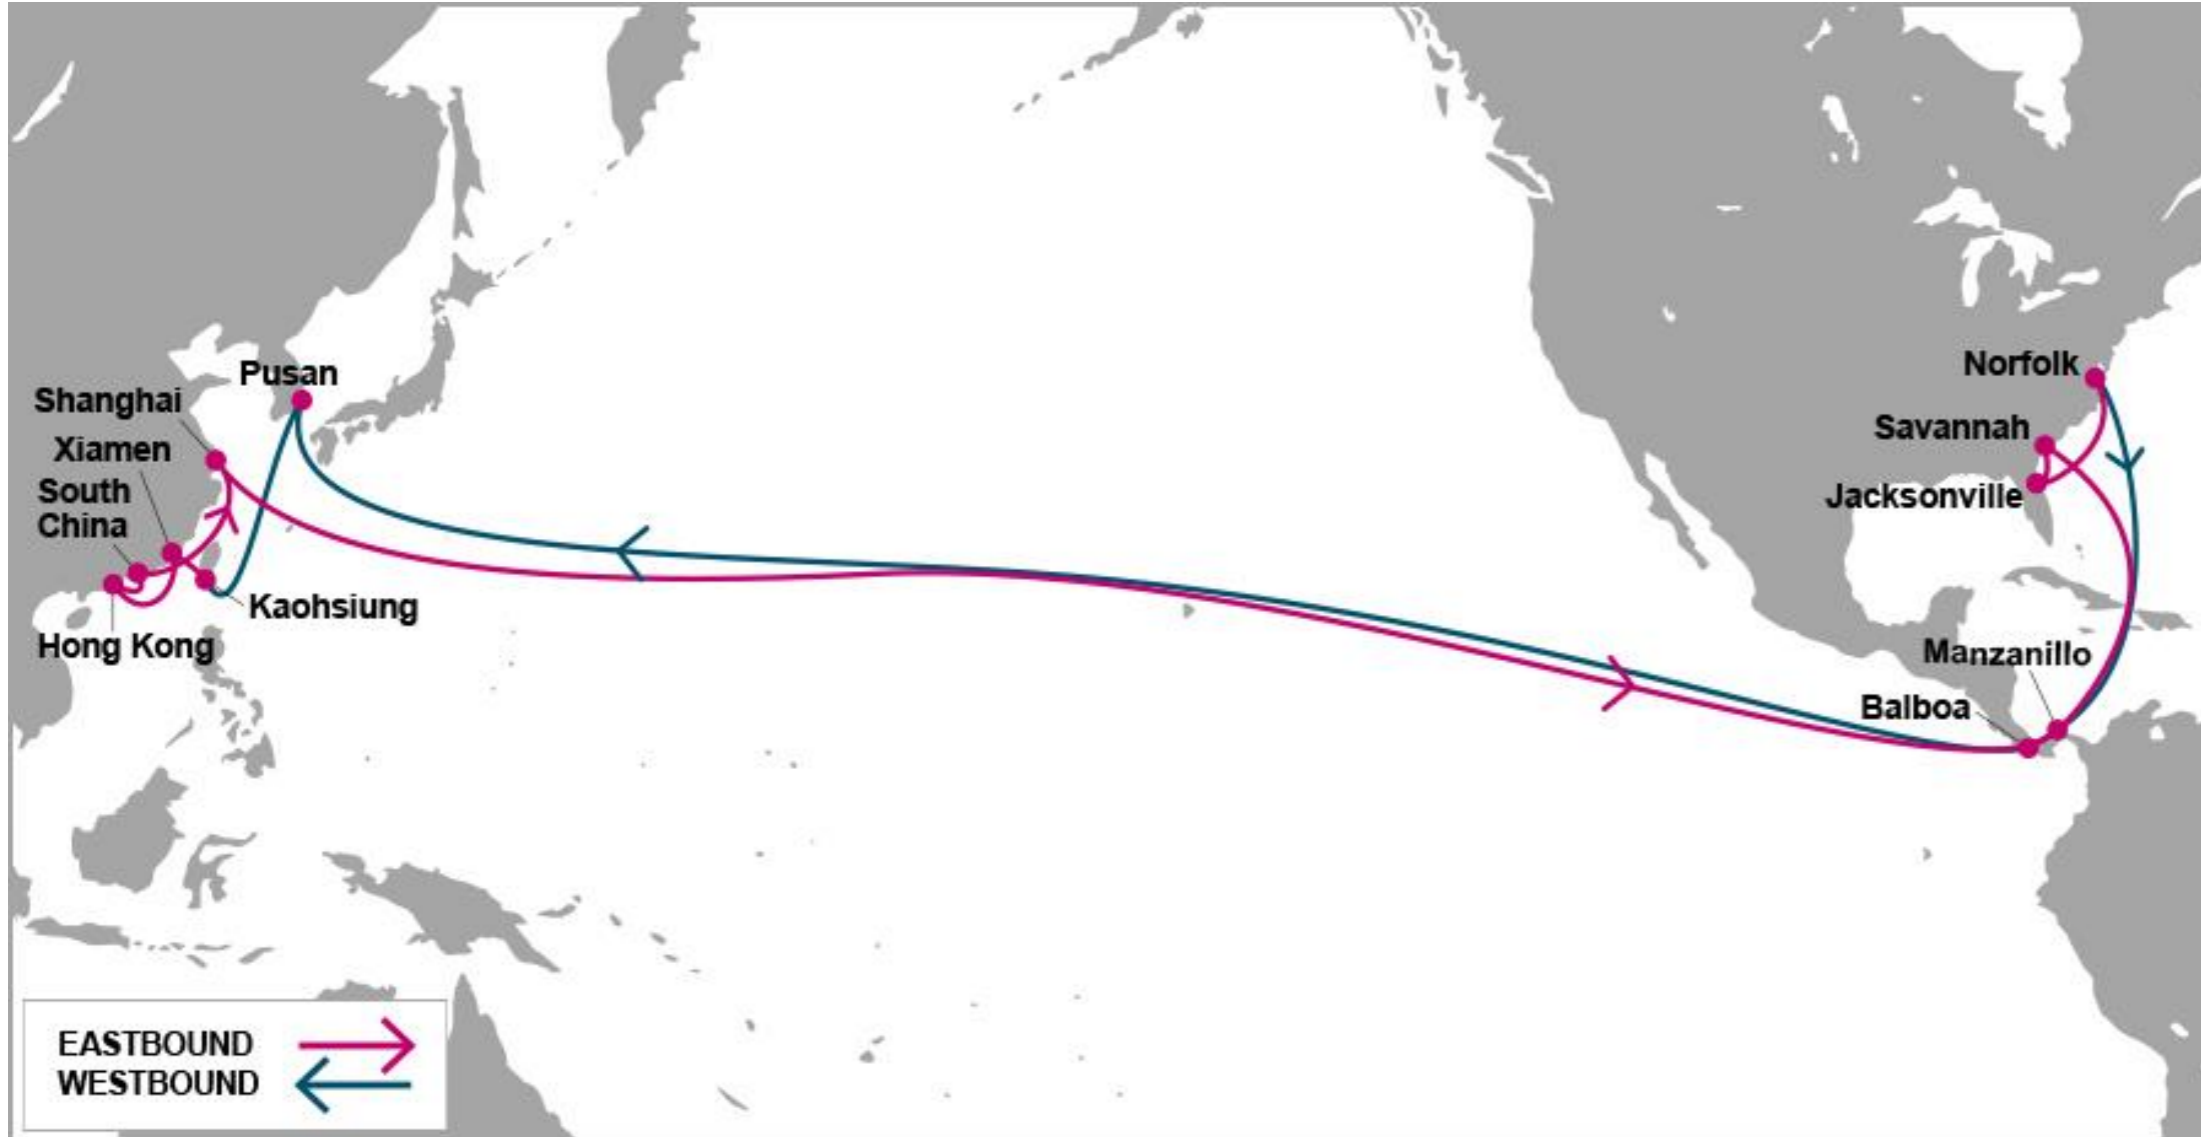 Pusan
Shanghai
Xiamen
South
China
Hong Kong
Kaohsiung
Norfolk
Savannah
Jacksonville
Manzanillo
Balboa
EASTBOUND
WESTBOUND